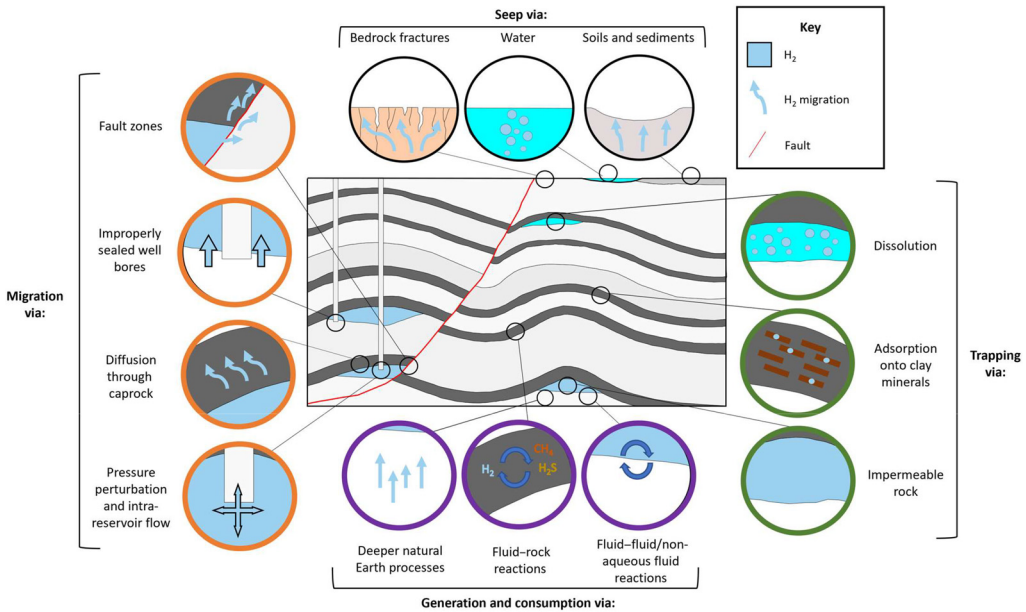 Seep via:
Bedrock fractures
Water
Soils and sediments
Key
H₂
H₂ migration
Fault
Migration
via:
Fault zones
Improperly
sealed well
bores
Diffusion
through
caprock
Pressure
perturbation
and intra-
reservoir flow
Dissolution
Adsorption
onto clay
minerals
Impermeable
rock
Trapping
via:
H₂
CH₄
H₂S
Deeper natural
Earth processes
Fluid–rock
reactions
Fluid–fluid/non-
aqueous fluid
reactions
Generation and consumption via: